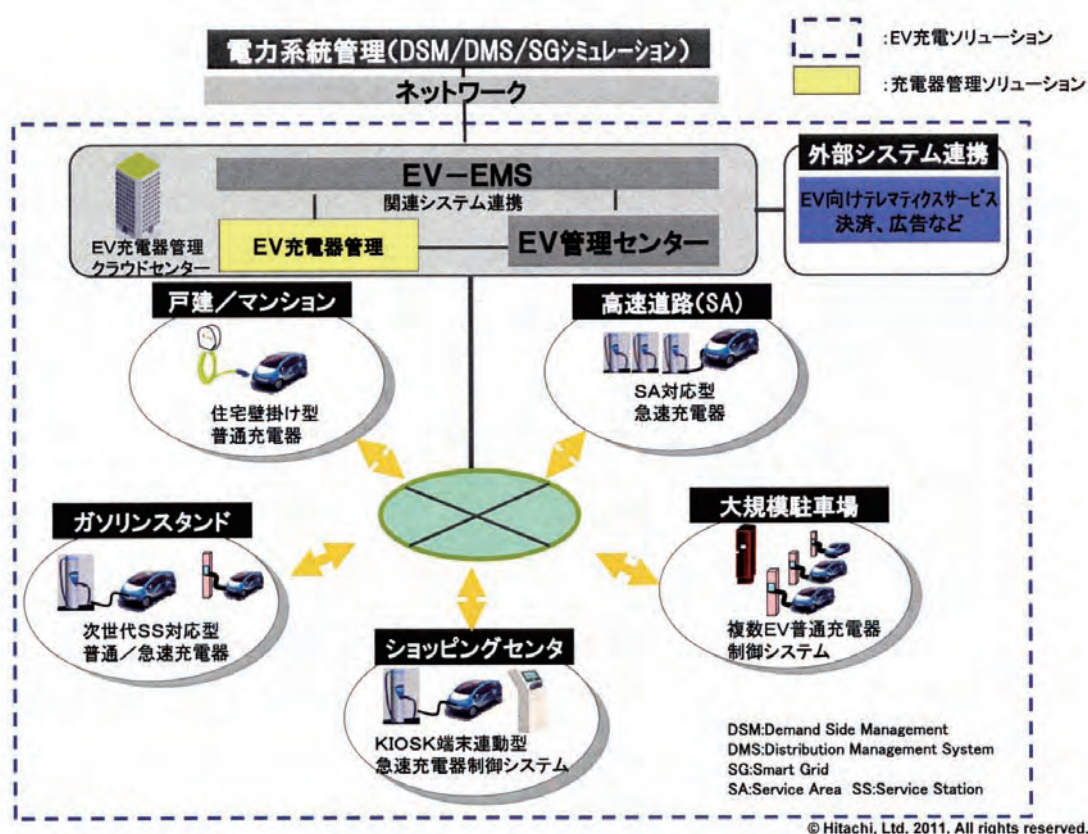 電力系統管理(DSM/DMS/SGシミュレーション)
ネットワーク
:EV充電ソリューション
:充電器管理ソリューション
EV－EMS
関連システム連携
EV充電器管理
EV管理センター
EV充電器管理
クラウドセンター
外部システム連携
EV向けテレマティクスサービス
決済、広告など
戸建／マンション
住宅壁掛け型
普通充電器
高速道路(SA)
SA対応型
急速充電器
ガソリンスタンド
次世代SS対応型
普通／急速充電器
ショッピングセンタ
KIOSK端末連動型
急速充電器制御システム
大規模駐車場
複数EV普通充電器
制御システム
DSM:Demand Side Management
DMS:Distribution Management System
SG:Smart Grid
SA:Service Area SS:Service Station
© Hitachi, Ltd. 2011. All rights reserved.